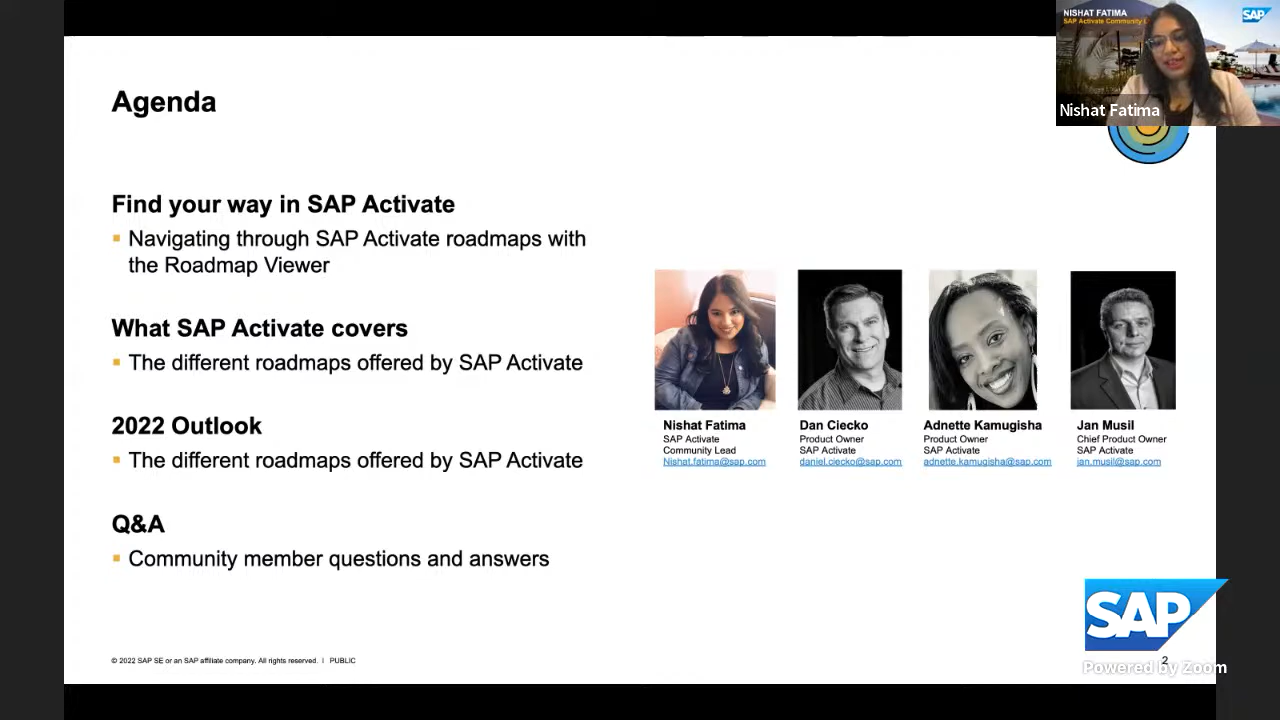 NISHAT FATIMA
SAP Activate Community
SAP
Nishat Fatima
Agenda
Find your way in SAP Activate
Navigating through SAP Activate roadmaps with
the Roadmap Viewer
What SAP Activate covers
The different roadmaps offered by SAP Activate
2022 Outlook
The different roadmaps offered by SAP Activate
Q&A
Community member questions and answers
Nishat Fatima
SAP Activate
Community Lead
Nishat.fatima@sap.com
Dan Ciecko
Product Owner
SAP Activate
daniel.ciecko@sap.com
Adnette Kamugisha
Product Owner
SAP Activate
adnette.kamugisha@sap.com
Jan Musil
Chief Product Owner
SAP Activate
jan.musil@sap.com
SAP
© 2022 SAP SE or an SAP affiliate company. All rights reserved. I PUBLIC
2
Powered by Zoom